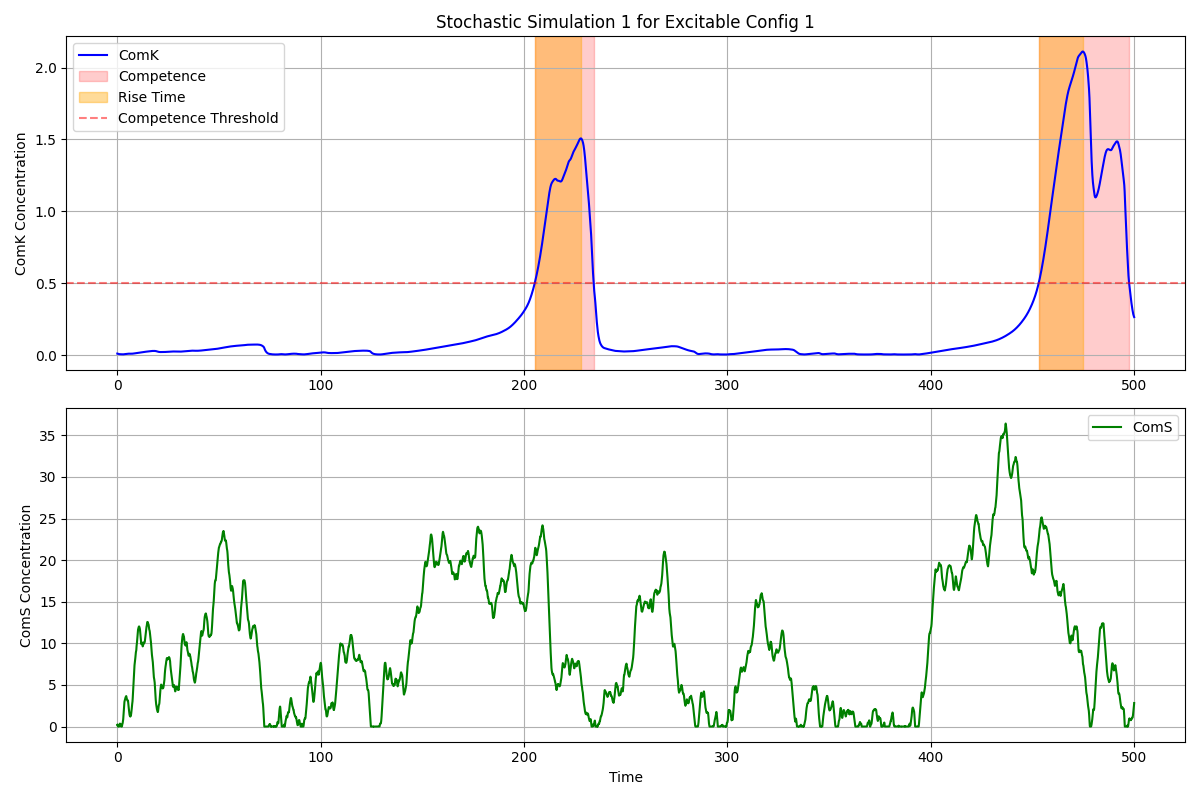 Stochastic Simulation 1 for Excitable Config 1
ComK
Competence
Rise Time
Competence Threshold
ComK Concentration
2.0
1.5
1.0
0.5
0.0
0 100 200 300 400 500
ComS
ComS Concentration
35
30
25
20
15
10
5
0
0 100 200 300 400 500
Time